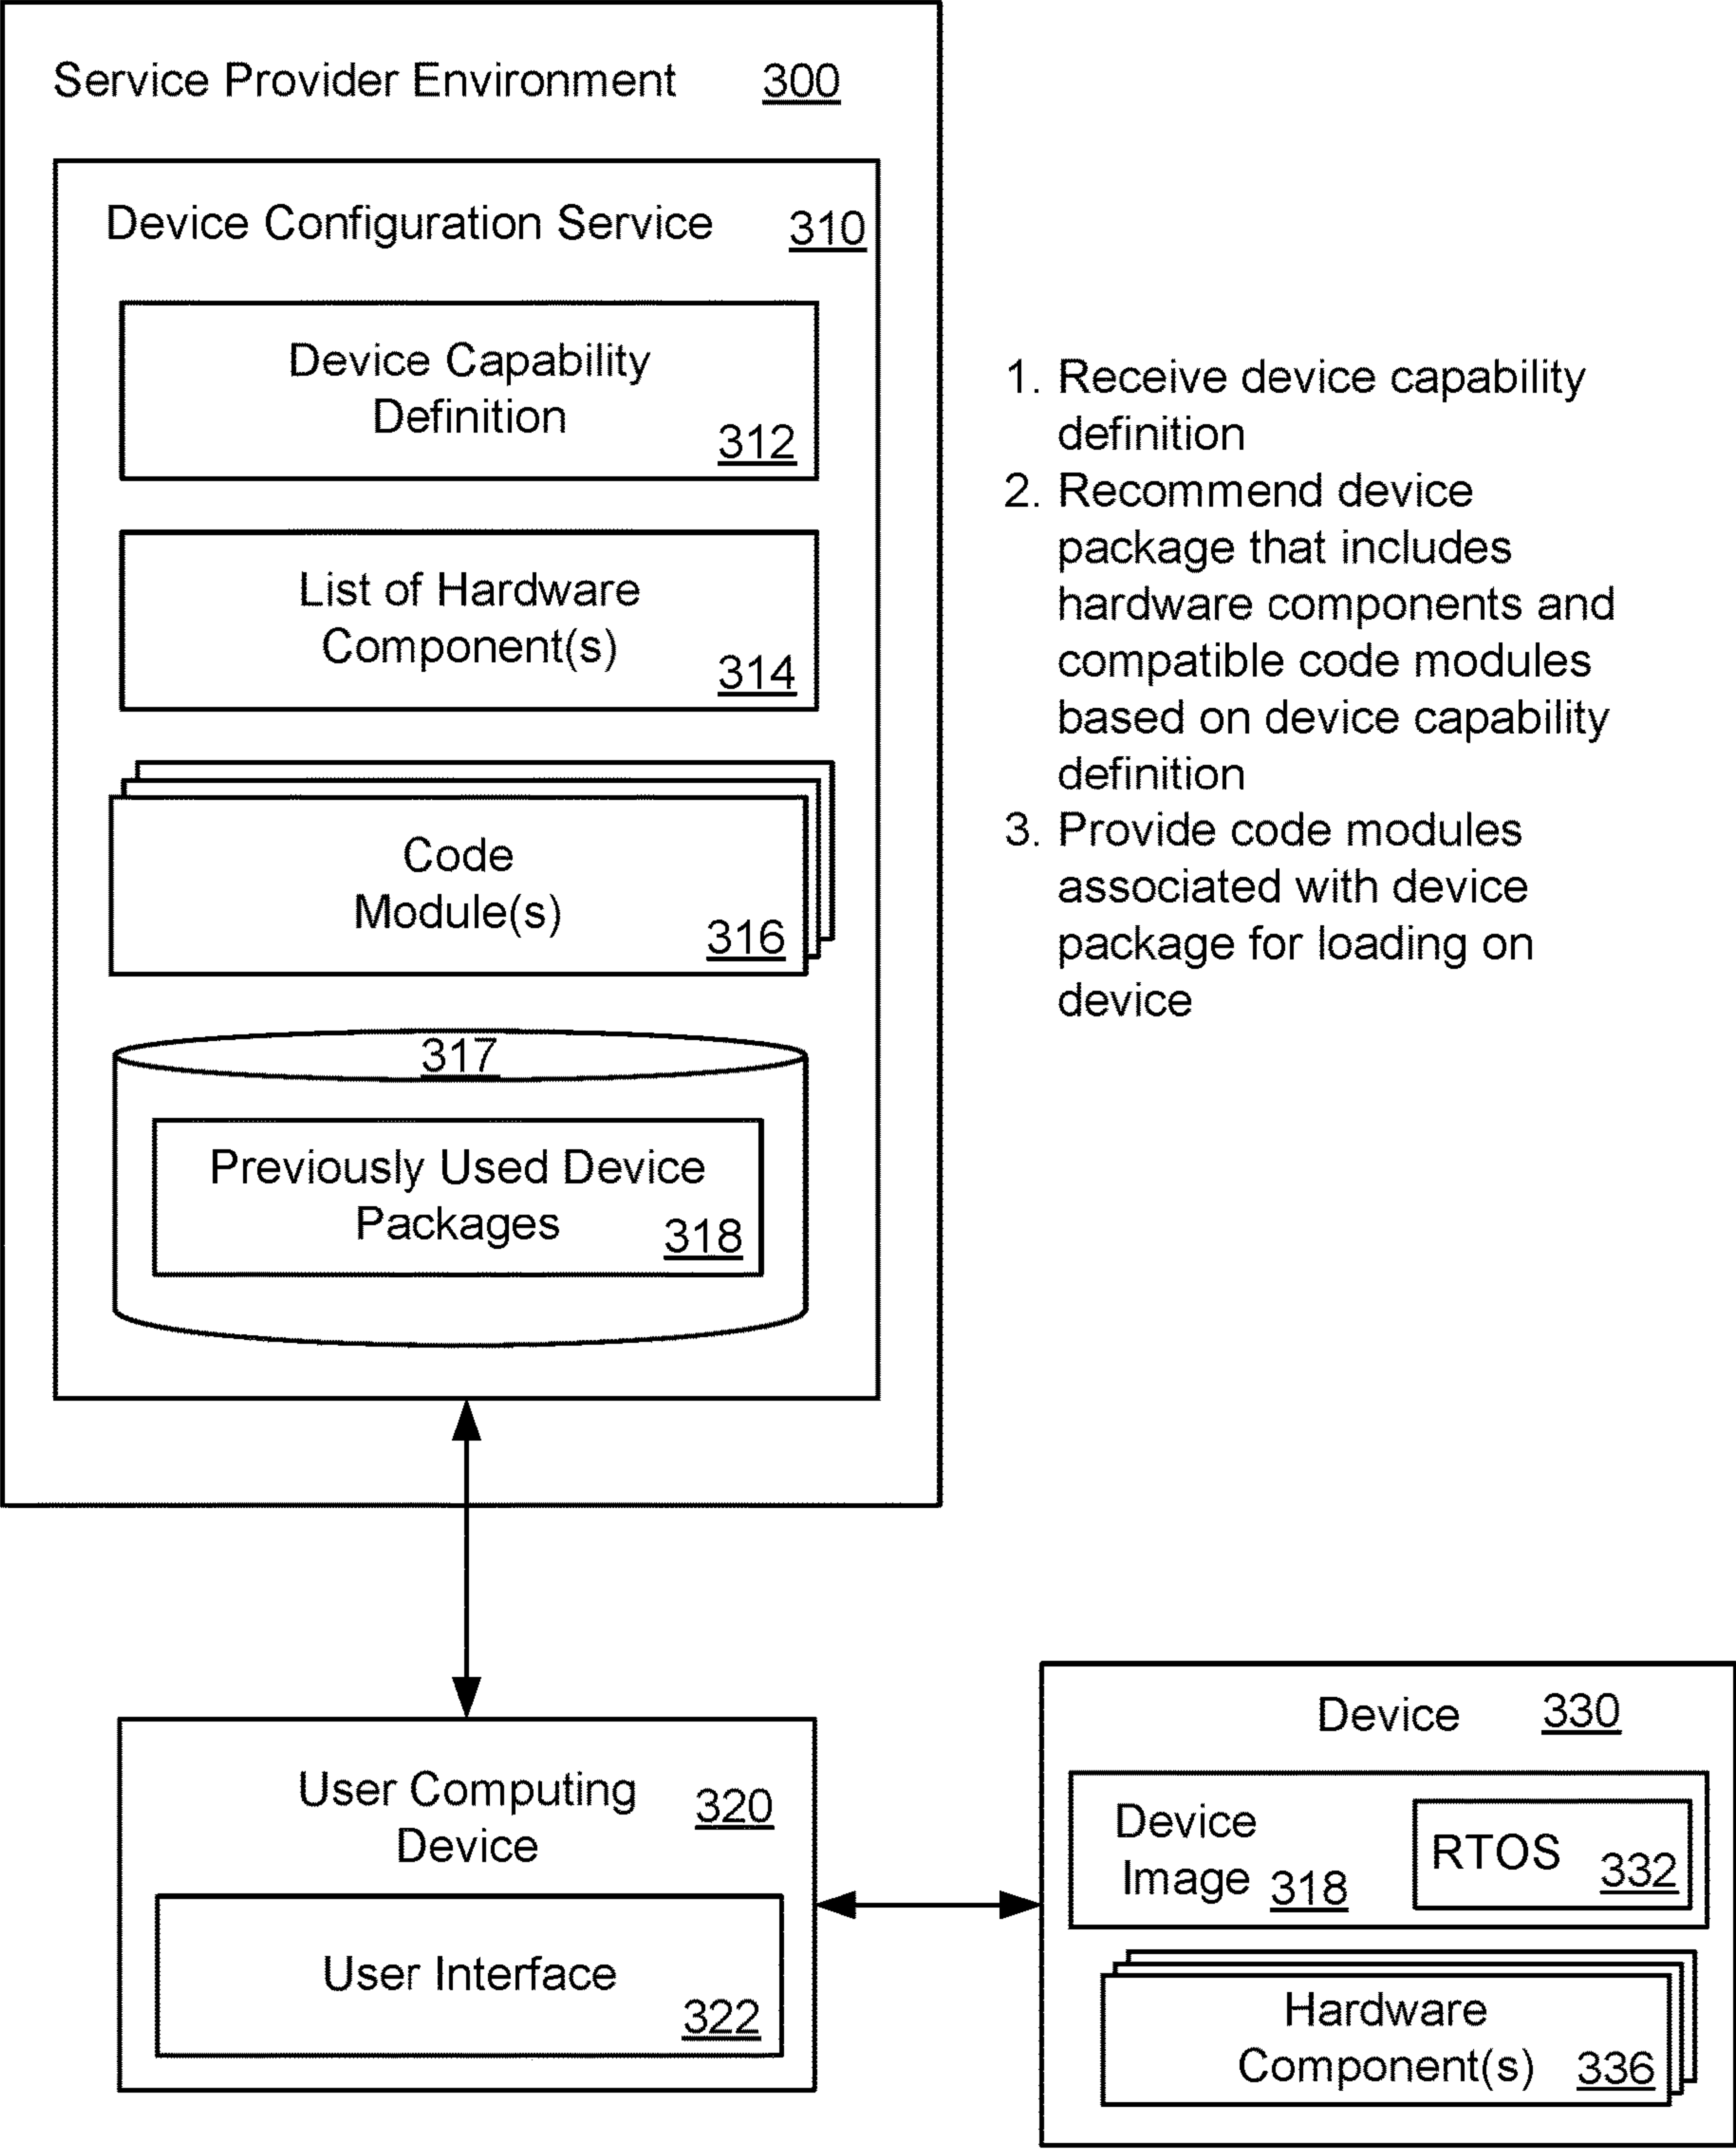 Service Provider Environment 300
Device Configuration Service 310
Device Capability
Definition 312
List of Hardware
Component(s) 314
Code
Module(s) 316
317
Previously Used Device
Packages 318
1. Receive device capability
definition
2. Recommend device
package that includes
hardware components and
compatible code modules
based on device capability
definition
3. Provide code modules
associated with device
package for loading on
device
User Computing 320
Device
User Interface 322
Device 330
Device
Image 318
RTOS 332
Hardware
Component(s) 336